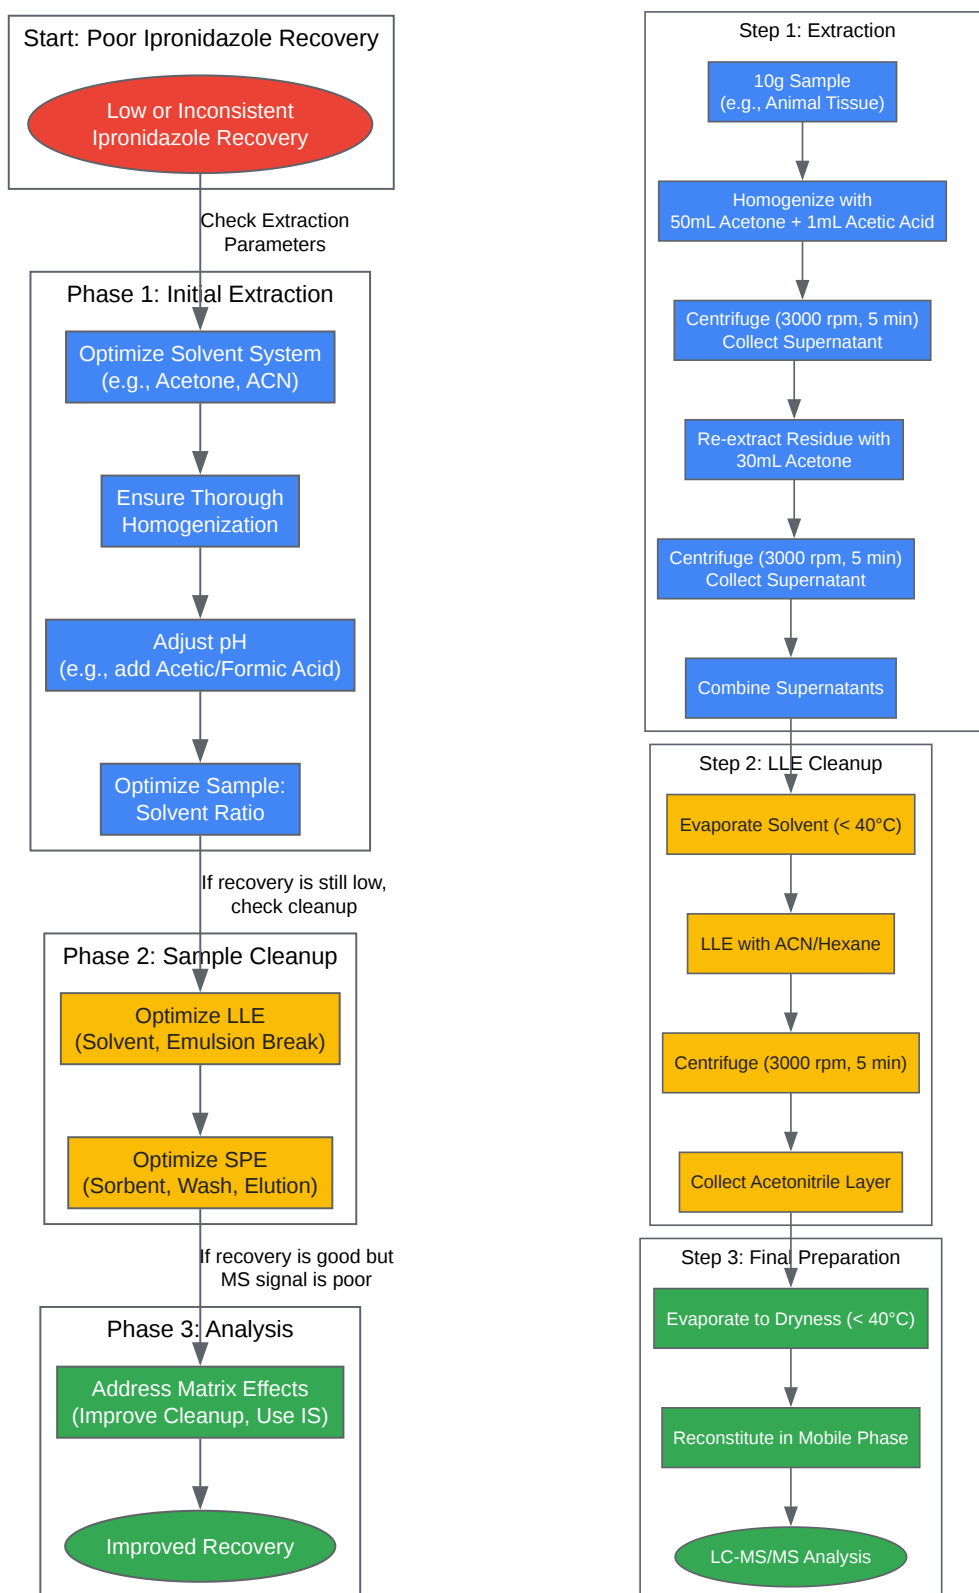 Start: Poor Ipronidazole Recovery
Low or Inconsistent
Ipronidazole Recovery
Check Extraction
Parameters
Phase 1: Initial Extraction
Optimize Solvent System
(e.g., Acetone, ACN)
Ensure Thorough
Homogenization
Adjust pH
(e.g., add Acetic/Formic Acid)
Optimize Sample:
Solvent Ratio
If recovery is still low,
check cleanup
Phase 2: Sample Cleanup
Optimize LLE
(Solvent, Emulsion Break)
Optimize SPE
(Sorbent, Wash, Elution)
If recovery is good but
MS signal is poor
Phase 3: Analysis
Address Matrix Effects
(Improve Cleanup, Use IS)
Improved Recovery
Step 1: Extraction
10g Sample
(e.g., Animal Tissue)
Homogenize with
50mL Acetone + 1mL Acetic Acid
Centrifuge (3000 rpm, 5 min)
Collect Supernatant
Re-extract Residue with
30mL Acetone
Centrifuge (3000 rpm, 5 min)
Collect Supernatant
Combine Supernatants
Step 2: LLE Cleanup
Evaporate Solvent (< 40°C)
LLE with ACN/Hexane
Centrifuge (3000 rpm, 5 min)
Collect Acetonitrile Layer
Step 3: Final Preparation
Evaporate to Dryness (< 40°C)
Reconstitute in Mobile Phase
LC-MS/MS Analysis